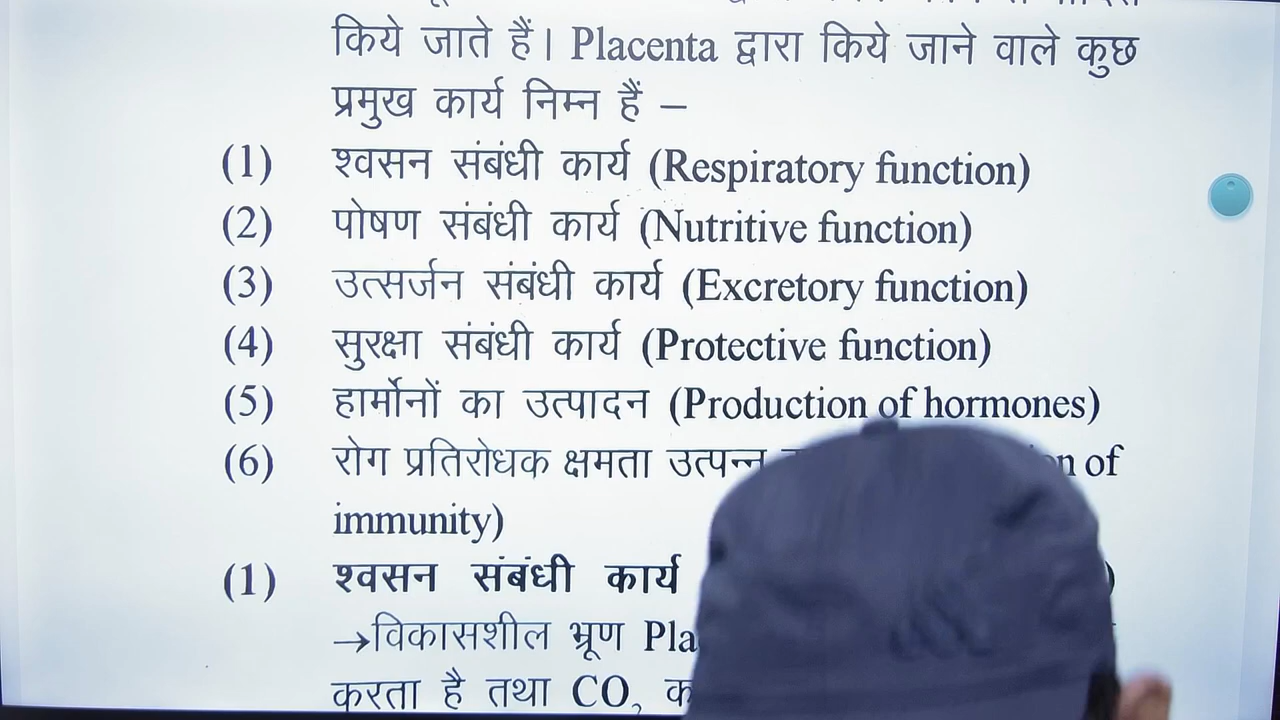 किये जाते हैं। Placenta द्वारा किये जाने वाले कुछ
प्रमुख कार्य निम्न हैं –
(1) श्वसन संबंधी कार्य (Respiratory function)
(2) पोषण संबंधी कार्य (Nutritive function)
(3) उत्सर्जन संबंधी कार्य (Excretory function)
(4) सुरक्षा संबंधी कार्य (Protective function)
(5) हार्मोनों का उत्पादन (Production of hormones)
(6) रोग प्रतिरोधक क्षमता उत्पन्न of
immunity)
(1) श्वसन संबंधी कार्य
→विकासशील भ्रूण
करता है तथा CO₂